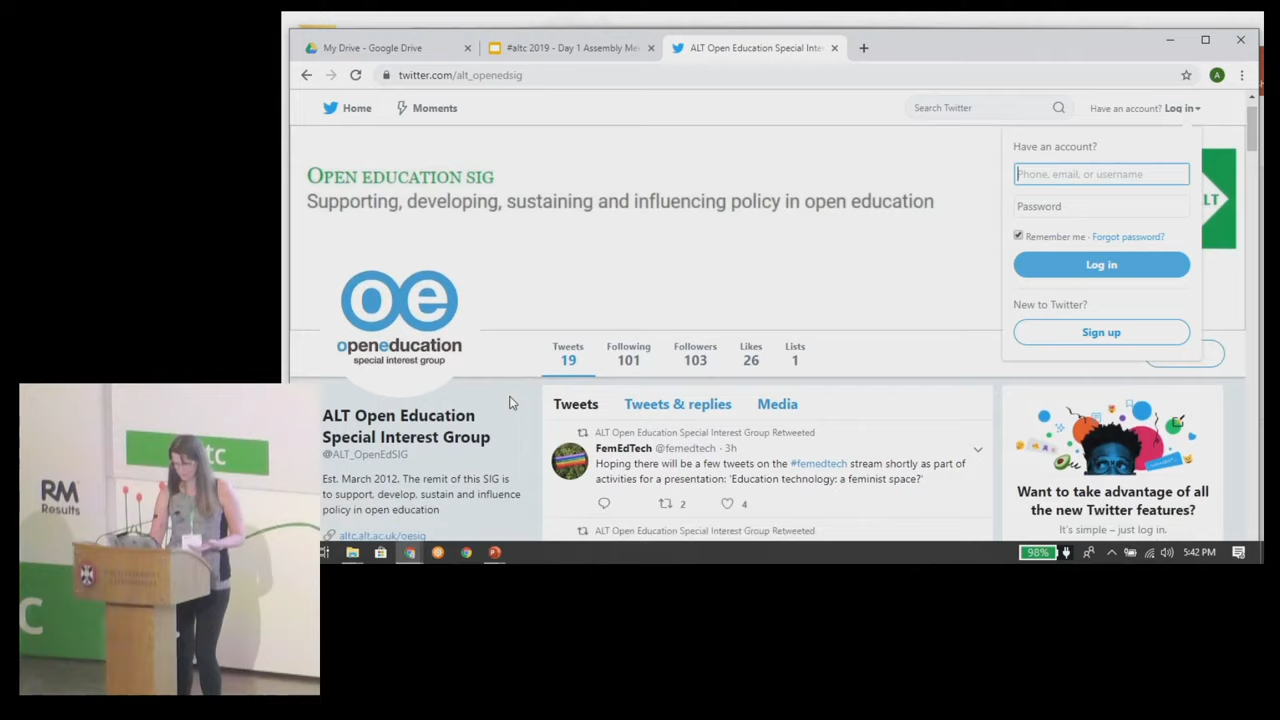 My Drive - Google Drive
#altc 2019 - Day 1 Assembly Me
ALT Open Education Special Inte
twitter.com/alt_openedsig
A
Home
Moments
Search Twitter
Have an account? Log in
Have an account?
Phone, email, or username
Password
Remember me · Forgot password?
Log in
New to Twitter?
Sign up
OPEN EDUCATION SIG
Supporting, developing, sustaining and influencing policy in open education
LT
oe
openeducation
special interest group
Tweets
19
Following
101
Followers
103
Likes
26
Lists
1
ALT Open Education
Special Interest Group
@ALT_OpenEdSIG
Est. March 2012. The remit of this SIG is
to support, develop, sustain and influence
policy in open education
altc.alt.ac.uk/oesig
Tweets
Tweets & replies
Media
ALT Open Education Special Interest Group Retweeted
FemEdTech @femedtech · 3h
Hoping there will be a few tweets on the #femedtech stream shortly as part of
activities for a presentation: 'Education technology: a feminist space?'
2
4
ALT Open Education Special Interest Group Retweeted
Want to take advantage of all
the new Twitter features?
It's simple – just log in.
98%
5:42 PM
tc
RM
Results
c